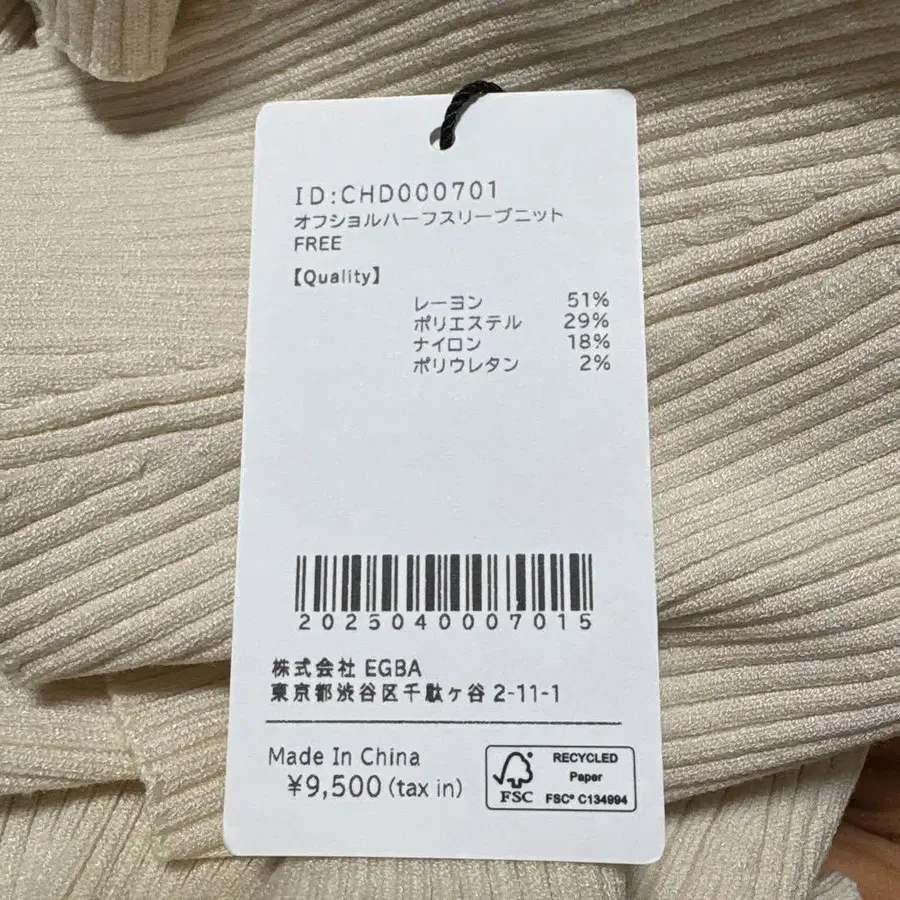 ID:CHD000701
オフショルハーフスリーブニット
FREE
【Quality】
レーヨン 51%
ポリエステル 29%
ナイロン 18%
ポリウレタン 2%
2025040007015
株式会社 EGBA
東京都渋谷区千駄ヶ谷 2-11-1
Made In China
¥9,500 (tax in)
FSC
RECYCLED
Paper
FSC® C134994